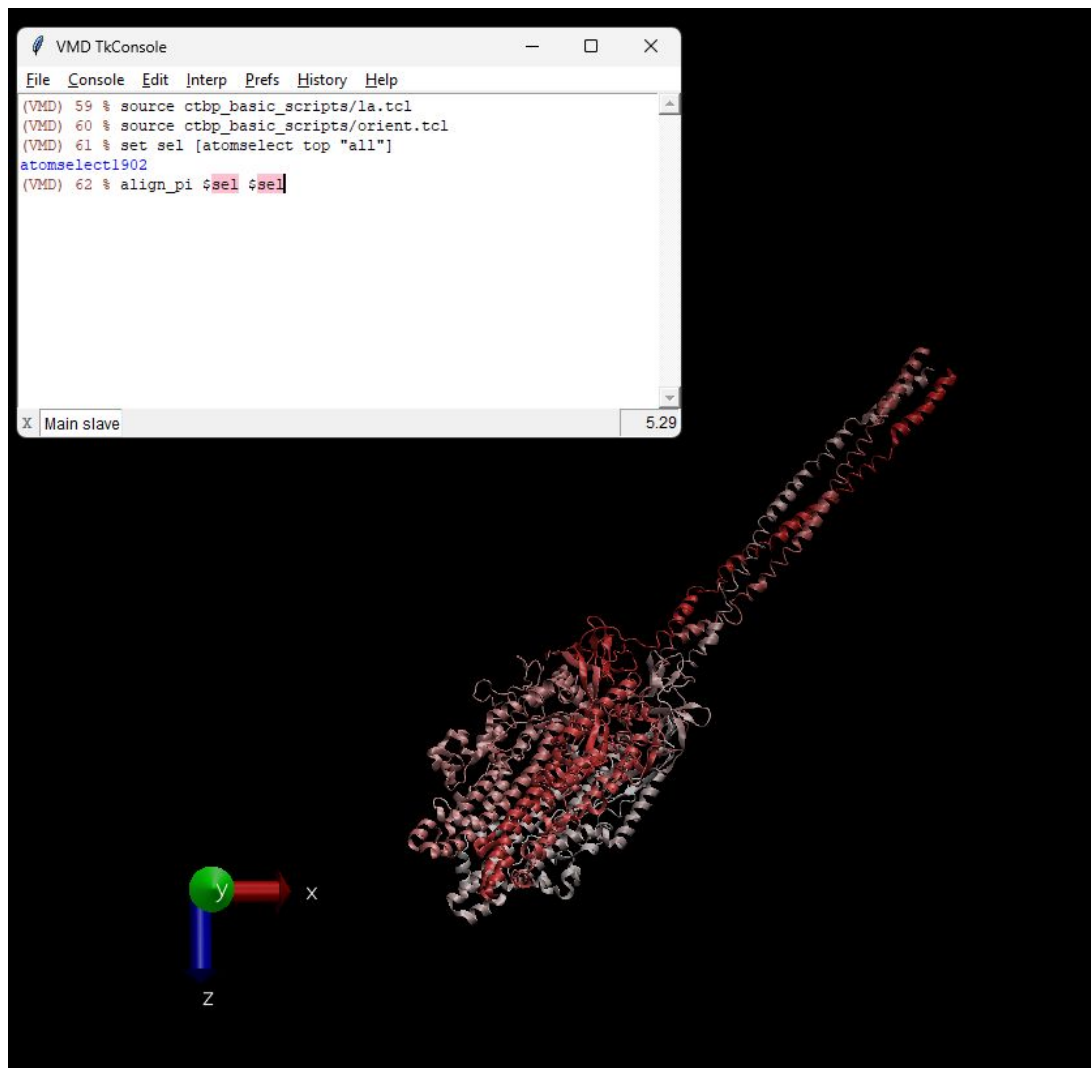 VMD TkConsole
File Console Edit Interp Prefs History Help
(VMD) 59 % source ctbp_basic_scripts/la.tcl
(VMD) 60 % source ctbp_basic_scripts/orient.tcl
(VMD) 61 % set sel [atomselect top "all"]
atomselect1902
(VMD) 62 % align_pi $sel $sel
X Main slave 5.29
y
x
z